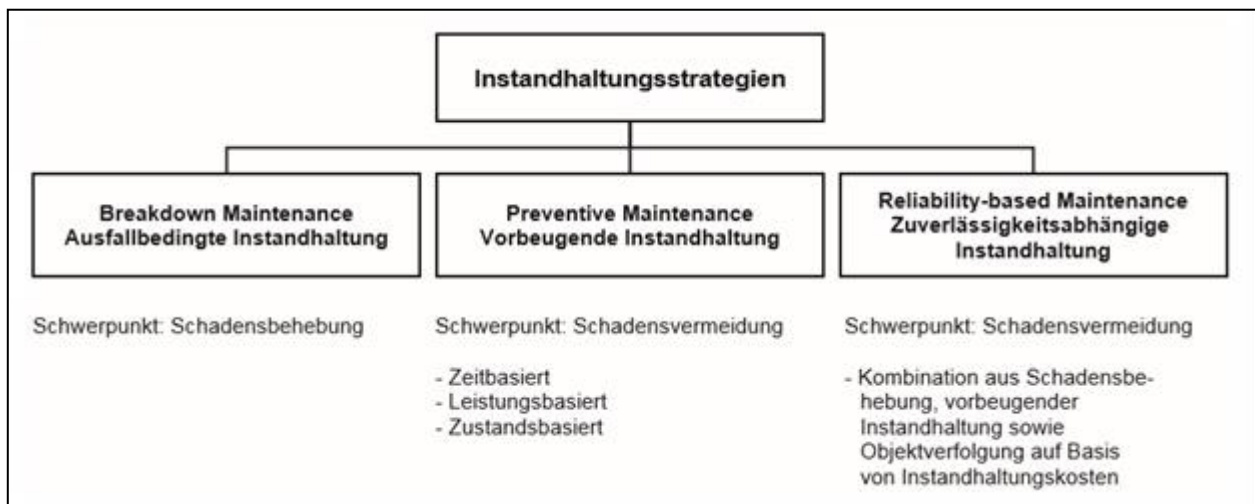 Instandhaltungsstrategien
Breakdown Maintenance
Ausfallbedingte Instandhaltung
Preventive Maintenance
Vorbeugende Instandhaltung
Reliability-based Maintenance
Zuverlässigkeitsabhängige
Instandhaltung
Schwerpunkt: Schadensbehebung
Schwerpunkt: Schadensvermeidung
- Zeitbasiert
- Leistungsbasiert
- Zustandsbasiert
Schwerpunkt: Schadensvermeidung
- Kombination aus Schadensbe-
hebung, vorbeugender
Instandhaltung sowie
Objektverfolgung auf Basis
von Instandhaltungskosten